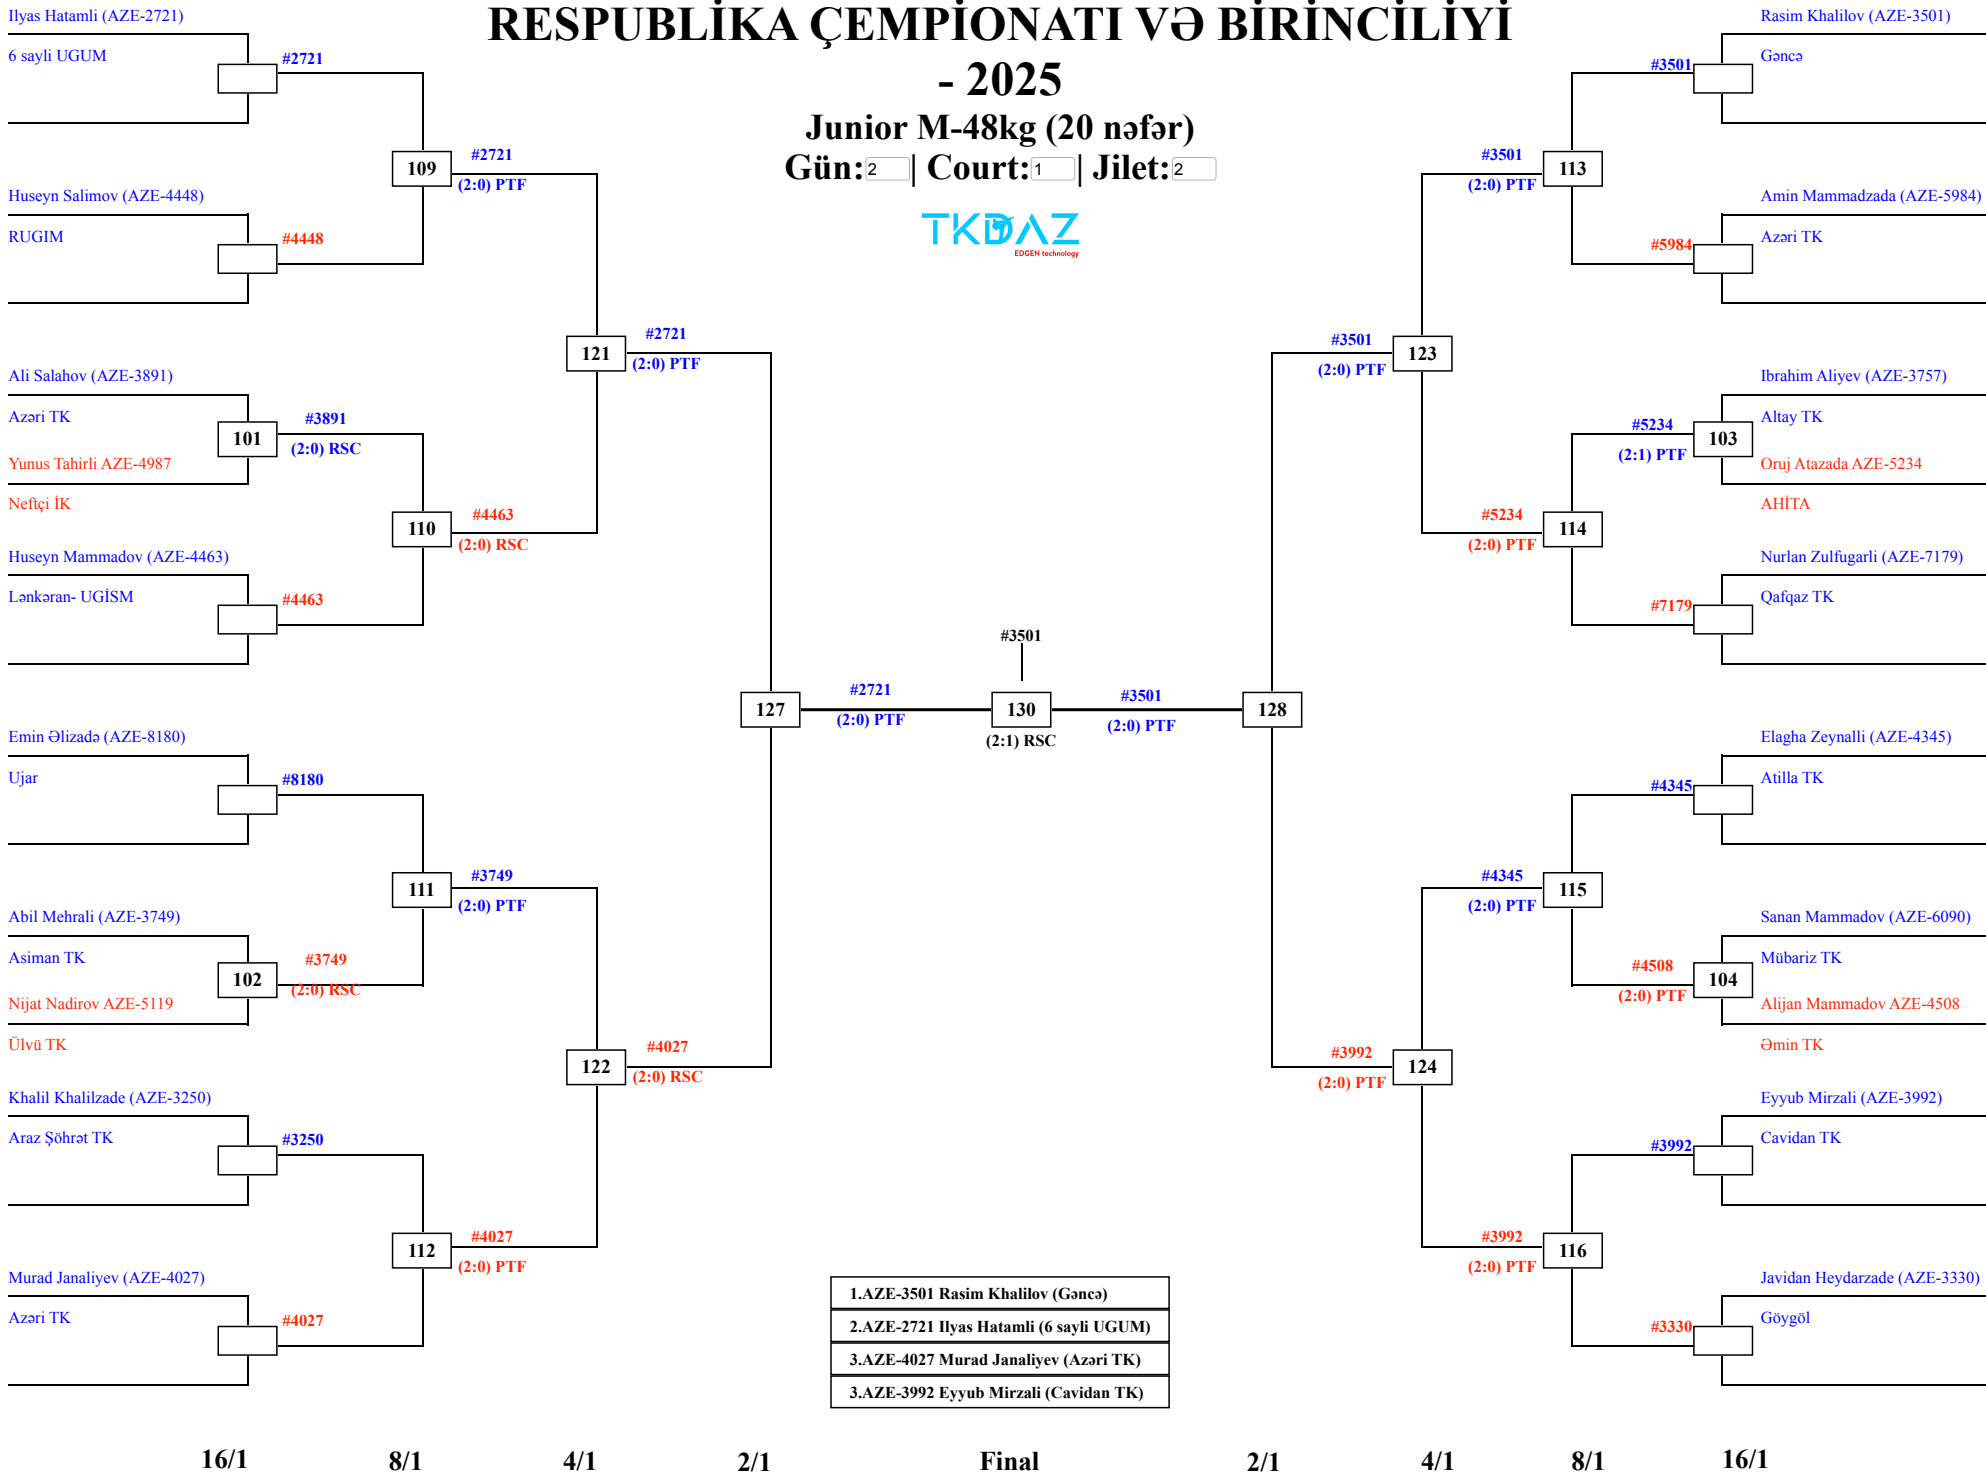 RESPUBLİKA ÇEMPİONATI VƏ BİRİNCİLİYİ
- 2025
Junior M-48kg (20 nəfər)
Gün: 2 | Court: 1 | Jilet: 2
TKDAZ
EDGEN technology
Ilyas Hatamli (AZE-2721)
6 sayli UGUM
#2721
Huseyn Salimov (AZE-4448)
RUGIM
#4448
109
#2721
(2:0) PTF
Ali Salahov (AZE-3891)
Azəri TK
101
#3891
(2:0) RSC
Yunus Tahirli AZE-4987
Neftçi İK
110
#4463
(2:0) RSC
Huseyn Mammadov (AZE-4463)
Lənkəran- UGİSM
#4463
121
#2721
(2:0) PTF
Emin Əlizadə (AZE-8180)
Ujar
#8180
111
#3749
(2:0) PTF
Abil Mehrali (AZE-3749)
Asiman TK
102
#3749
(2:0) RSC
Nijat Nadirov AZE-5119
Ülvü TK
122
#4027
(2:0) RSC
Khalil Khalilzade (AZE-3250)
Araz Şöhrət TK
#3250
112
#4027
(2:0) PTF
Murad Janaliyev (AZE-4027)
Azəri TK
#4027
127
#2721
(2:0) PTF
#3501
130
(2:1) RSC
#3501
(2:0) PTF
128
Rasim Khalilov (AZE-3501)
Gəncə
#3501
#3501
(2:0) PTF
113
Amin Mammadzada (AZE-5984)
Azəri TK
#5984
#3501
(2:0) PTF
123
Ibrahim Aliyev (AZE-3757)
Altay TK
#5234
(2:1) PTF
103
Oruj Atazada AZE-5234
AHİTA
#5234
(2:0) PTF
114
Nurlan Zulfugarli (AZE-7179)
Qafqaz TK
#7179
Elagha Zeynalli (AZE-4345)
Atilla TK
#4345
#4345
(2:0) PTF
115
Sanan Mammadov (AZE-6090)
Mübariz TK
#4508
(2:0) PTF
104
Alijan Mammadov AZE-4508
Əmin TK
#3992
(2:0) PTF
124
Eyyub Mirzali (AZE-3992)
Cavidan TK
#3992
#3992
(2:0) PTF
116
Javidan Heydarzade (AZE-3330)
Göygöl
#3330
1.AZE-3501 Rasim Khalilov (Gəncə)
2.AZE-2721 Ilyas Hatamli (6 sayli UGUM)
3.AZE-4027 Murad Janaliyev (Azəri TK)
3.AZE-3992 Eyyub Mirzali (Cavidan TK)
16/1 8/1 4/1 2/1 Final 2/1 4/1 8/1 16/1